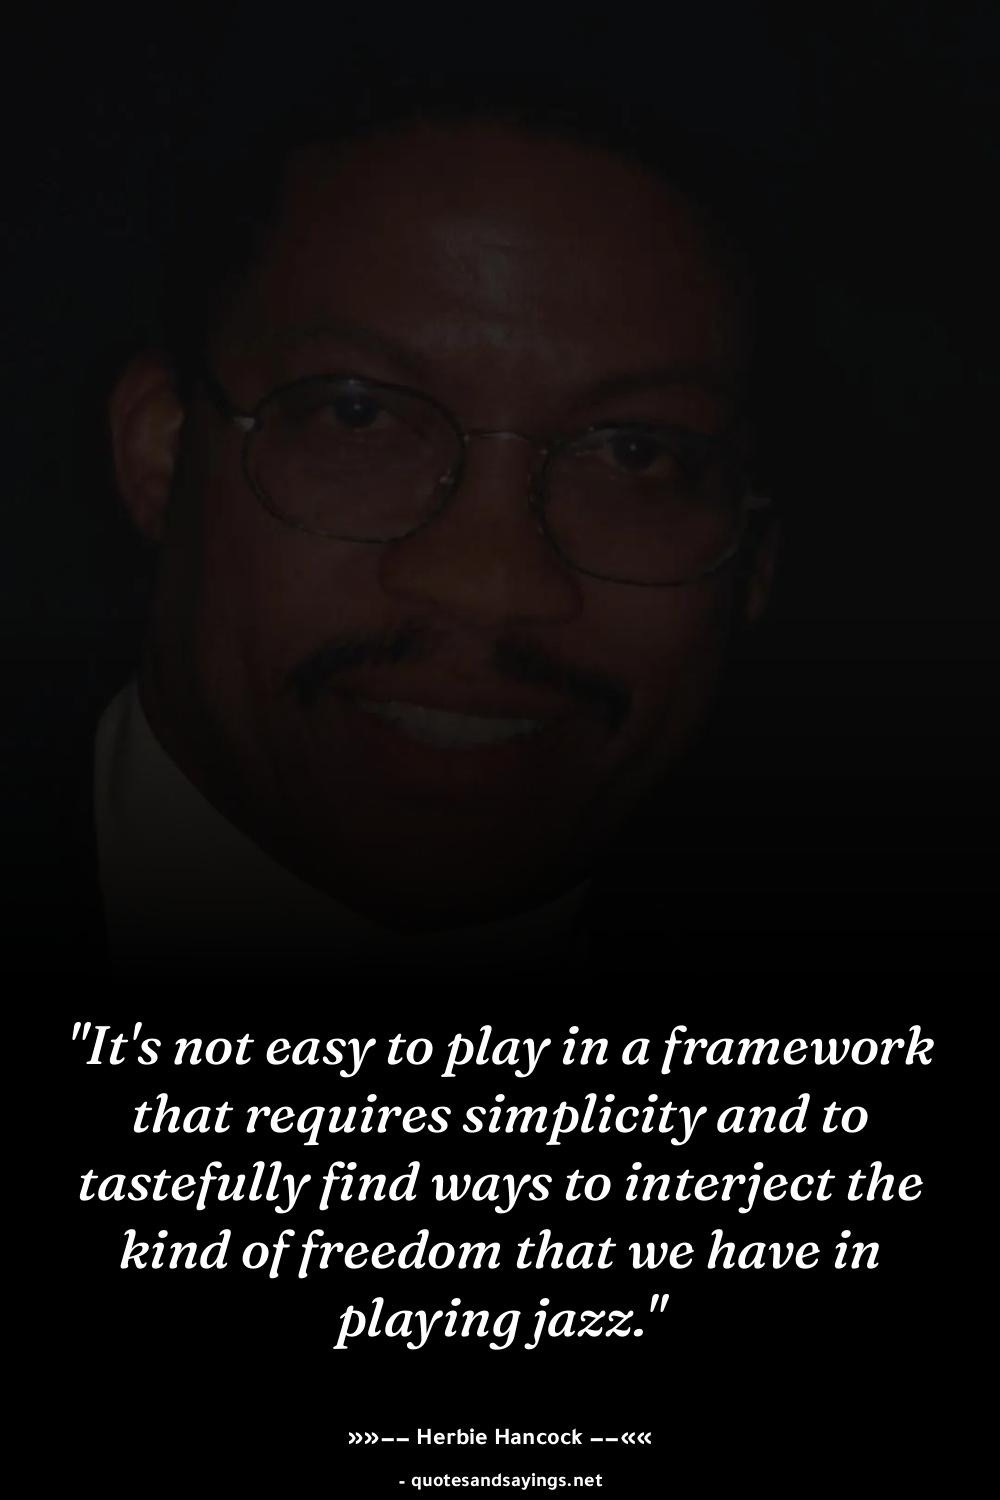 "It's not easy to play in a framework
that requires simplicity and to
tastefully find ways to interject the
kind of freedom that we have in
playing jazz."
»»−− Herbie Hancock −−««
- quotesandsayings.net